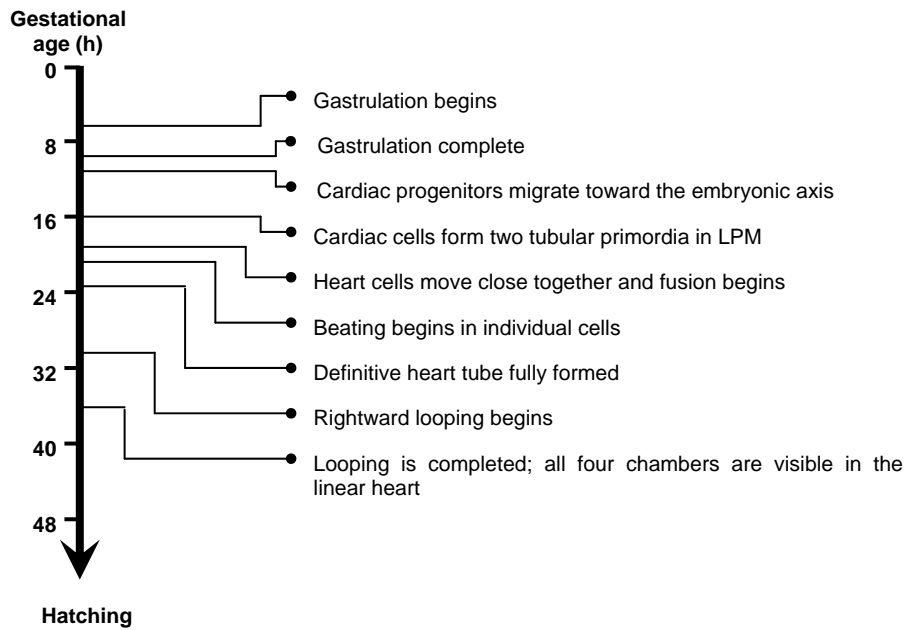 Gestational
age (h)
0
Gastrulation begins
8
Gastrulation complete
Cardiac progenitors migrate toward the embryonic axis
16
Cardiac cells form two tubular primordia in LPM
Heart cells move close together and fusion begins
24
Beating begins in individual cells
32
Definitive heart tube fully formed
Rightward looping begins
40
Looping is completed; all four chambers are visible in the
linear heart
48
Hatching